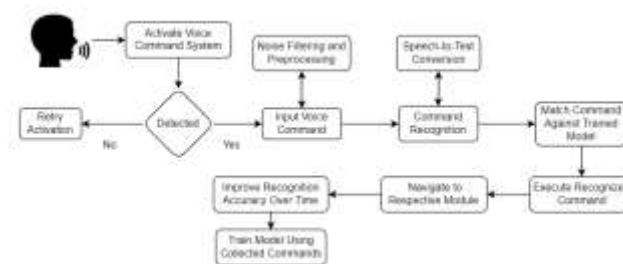 Activate Voice
Command System
Noise Filtering and
Preprocessing
Speech-to-Text
Conversion
Retry
Activation
Detected
No
Yes
Input Voice
Command
Command
Recognition
Match Command
Against Trained
Model
Improve Recognition
Accuracy Over Time
Navigate to
Respective Module
Execute Recognize
Command
Train Model Using
Collected Commands